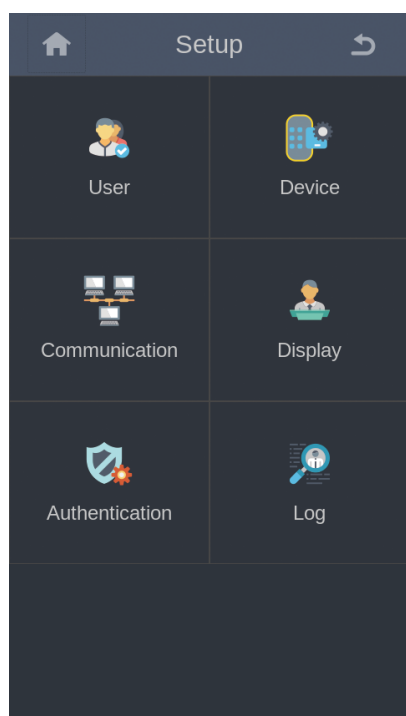 Setup
User
Device
Communication
Display
Authentication
Log